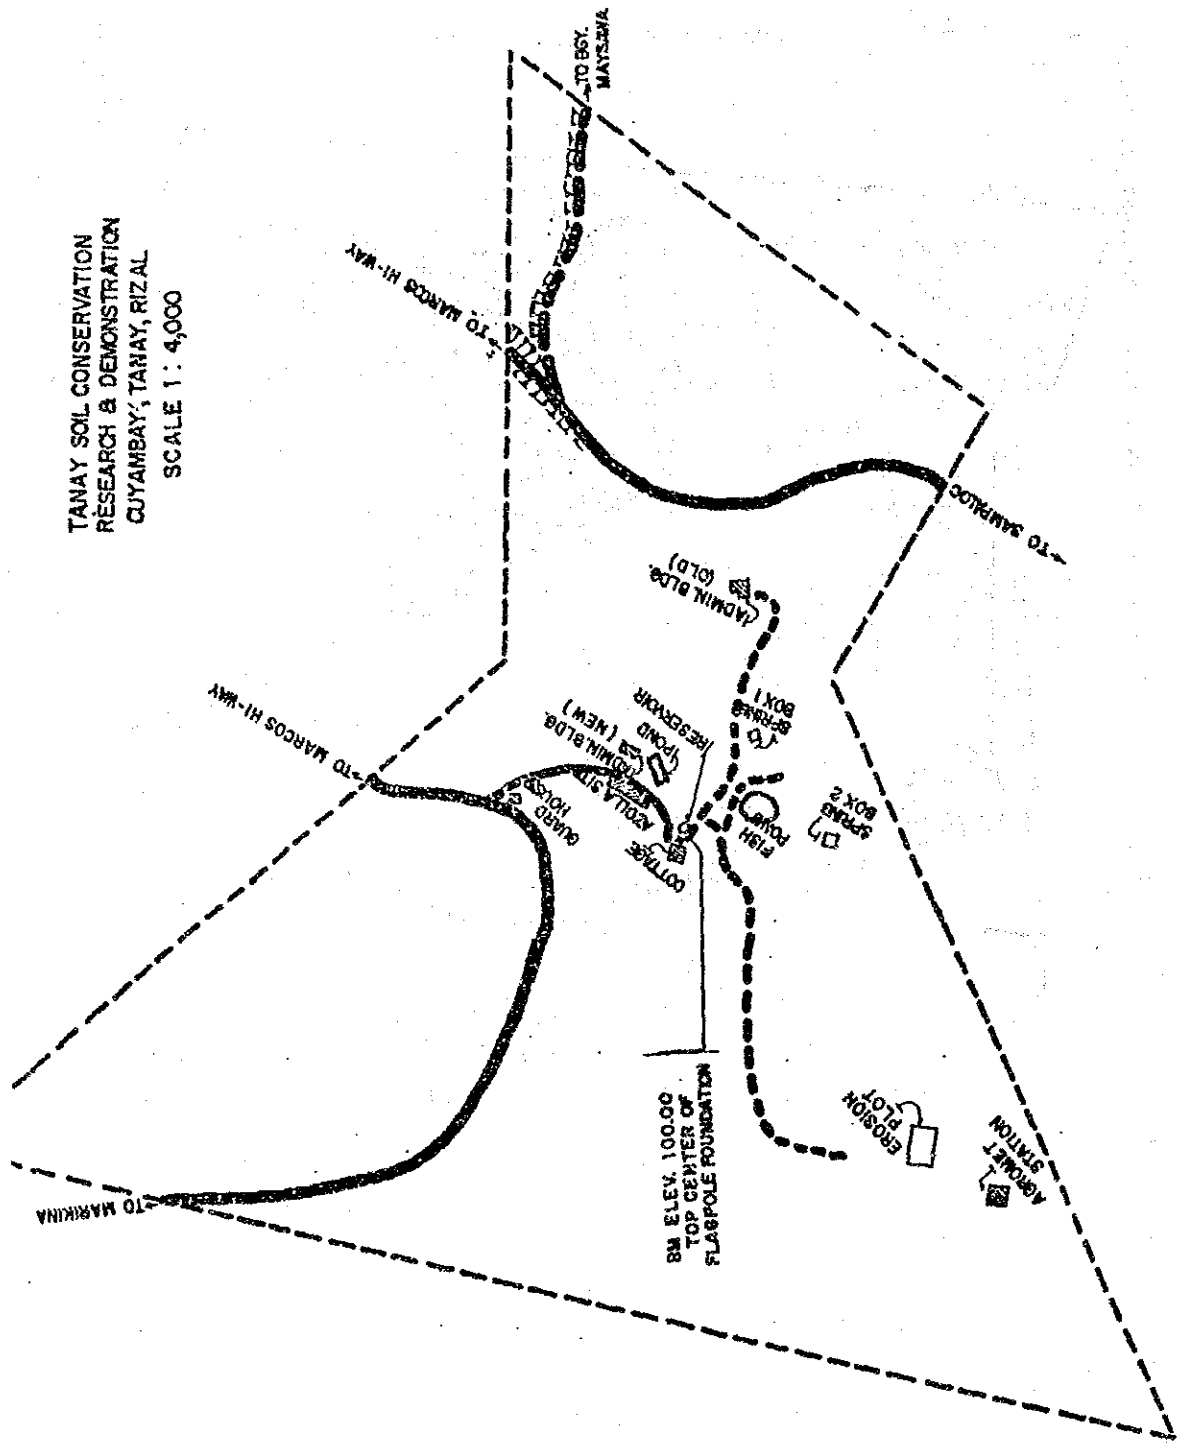 TANAY SOIL CONSERVATION
RESEARCH & DEMONSTRATION
CUYAMBAY, TANAY, RIZAL
SCALE 1 : 4,000
TO BGY.
MAYSAWA
TO MARCOS HI-WAY
TO SAMPALOC
ADMIN. BLDG.
(OLD)
TO MARCOS HI-WAY
RESERVOIR
POND
ADMIN. BLDG.
(NEW)
AZOLLA SITE
GUARD
HOUSE
COTTAGE
SPRING
BOX 1
FISH
POND
SPRING
BOX 2
BM ELEV. 100.00
TOP CENTER OF
FLAGPOLE FOUNDATION
EROSION
PLOT
AGROMET
STATION
TO MARIKINA